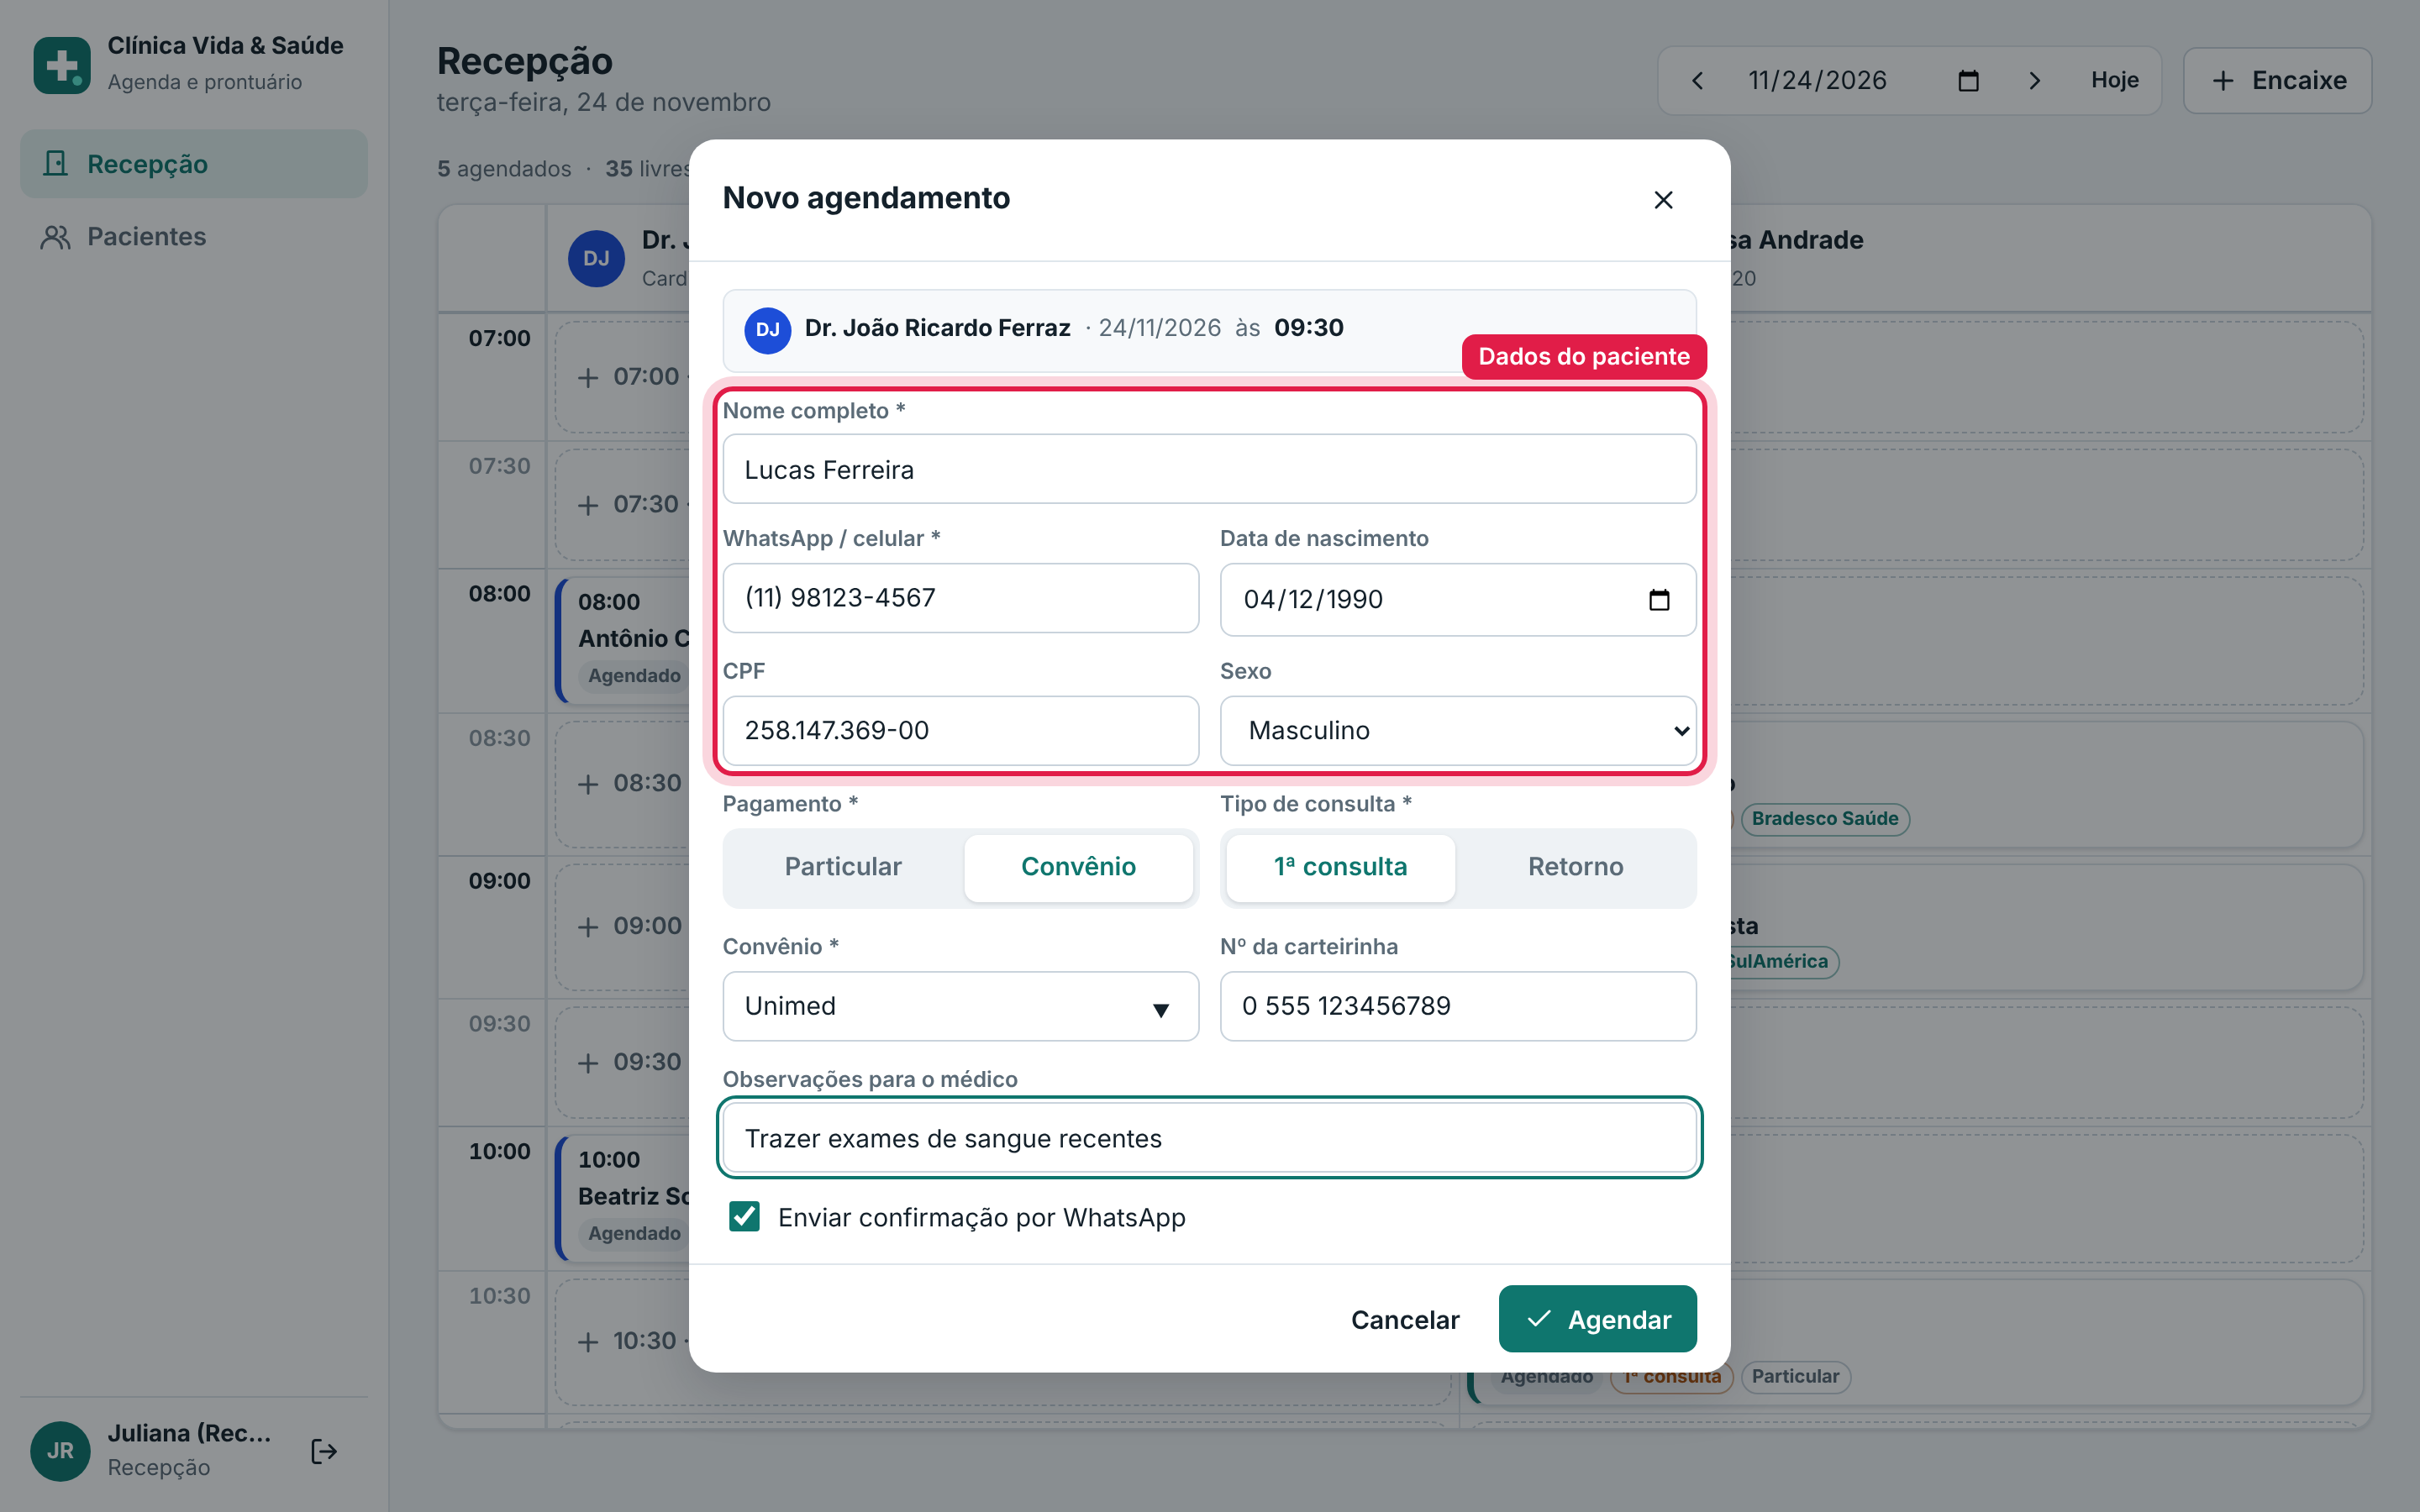 Clínica Vida & Saúde
Agenda e prontuário
Recepção
Pacientes
Recepção
terça-feira, 24 de novembro
11/24/2026
Hoje
+ Encaixe
5 agendados · 35 livres
DJ
Dr.
sa Andrade
20
07:00
+ 07:00
07:30
+ 07:30
08:00
08:00
Antônio
Agendado
08:30
+ 08:30
Bradesco Saúde
09:00
+ 09:00
SulAmérica
09:30
+ 09:30
10:00
10:00
Beatriz
Agendado
10:30
+ 10:30 ·
Agendado
1ª consulta
Particular
Novo agendamento
DJ
Dr. João Ricardo Ferraz · 24/11/2026 às 09:30
Dados do paciente
Nome completo *
Lucas Ferreira
WhatsApp / celular *
Data de nascimento
(11) 98123-4567
04/12/1990
CPF
Sexo
258.147.369-00
Masculino
Pagamento *
Tipo de consulta *
Particular
Convênio
1ª consulta
Retorno
Convênio *
Nº da carteirinha
Unimed
0 555 123456789
Observações para o médico
Trazer exames de sangue recentes
Enviar confirmação por WhatsApp
Cancelar
Agendar
JR
Juliana (Rec...
Recepção